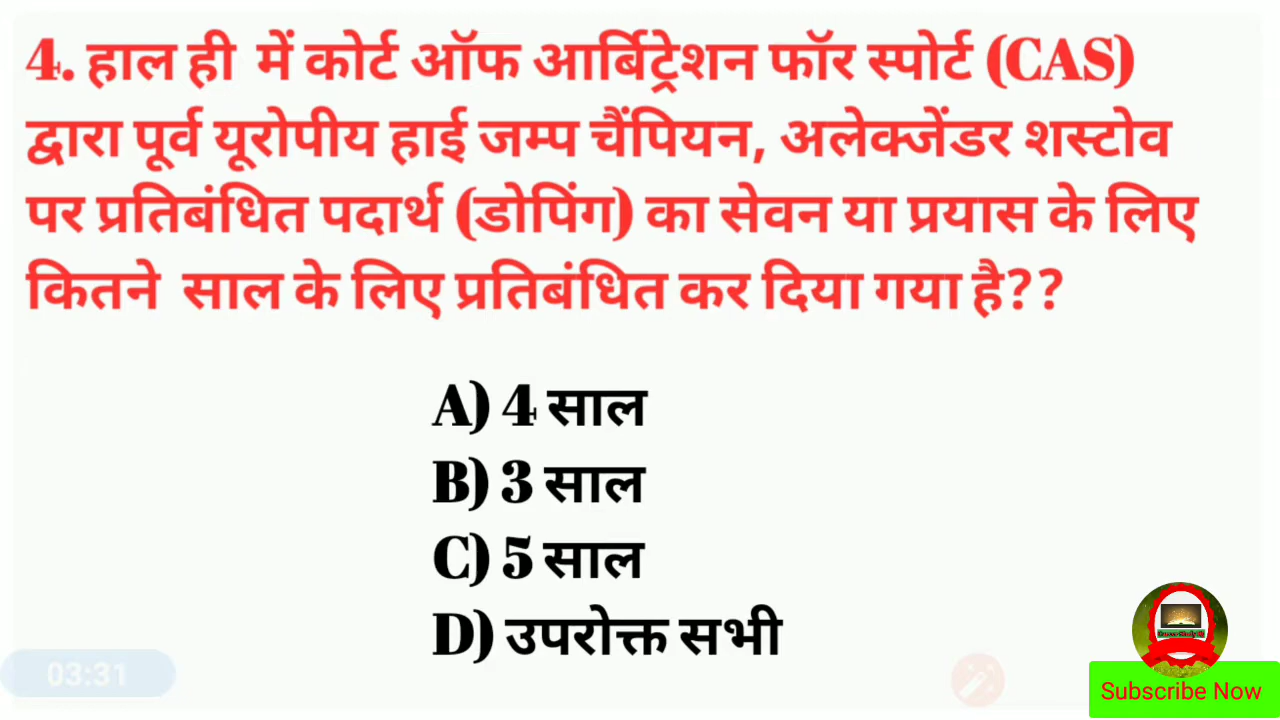 4. हाल ही में कोर्ट ऑफ आर्बिट्रेशन फॉर स्पोर्ट (CAS)
द्वारा पूर्व यूरोपीय हाई जम्प चैंपियन, अलेक्जेंडर शस्टोव
पर प्रतिबंधित पदार्थ (डोपिंग) का सेवन या प्रयास के लिए
कितने साल के लिए प्रतिबंधित कर दिया गया है??
A) 4 साल
B) 3 साल
C) 5 साल
D) उपरोक्त सभी
03:31
Subscribe Now